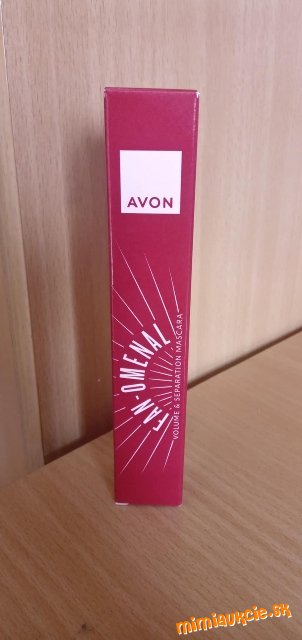 AVON
FAN·OMENAL
VOLUME & SEPARATION MASCARA
mimiaukcie.sk